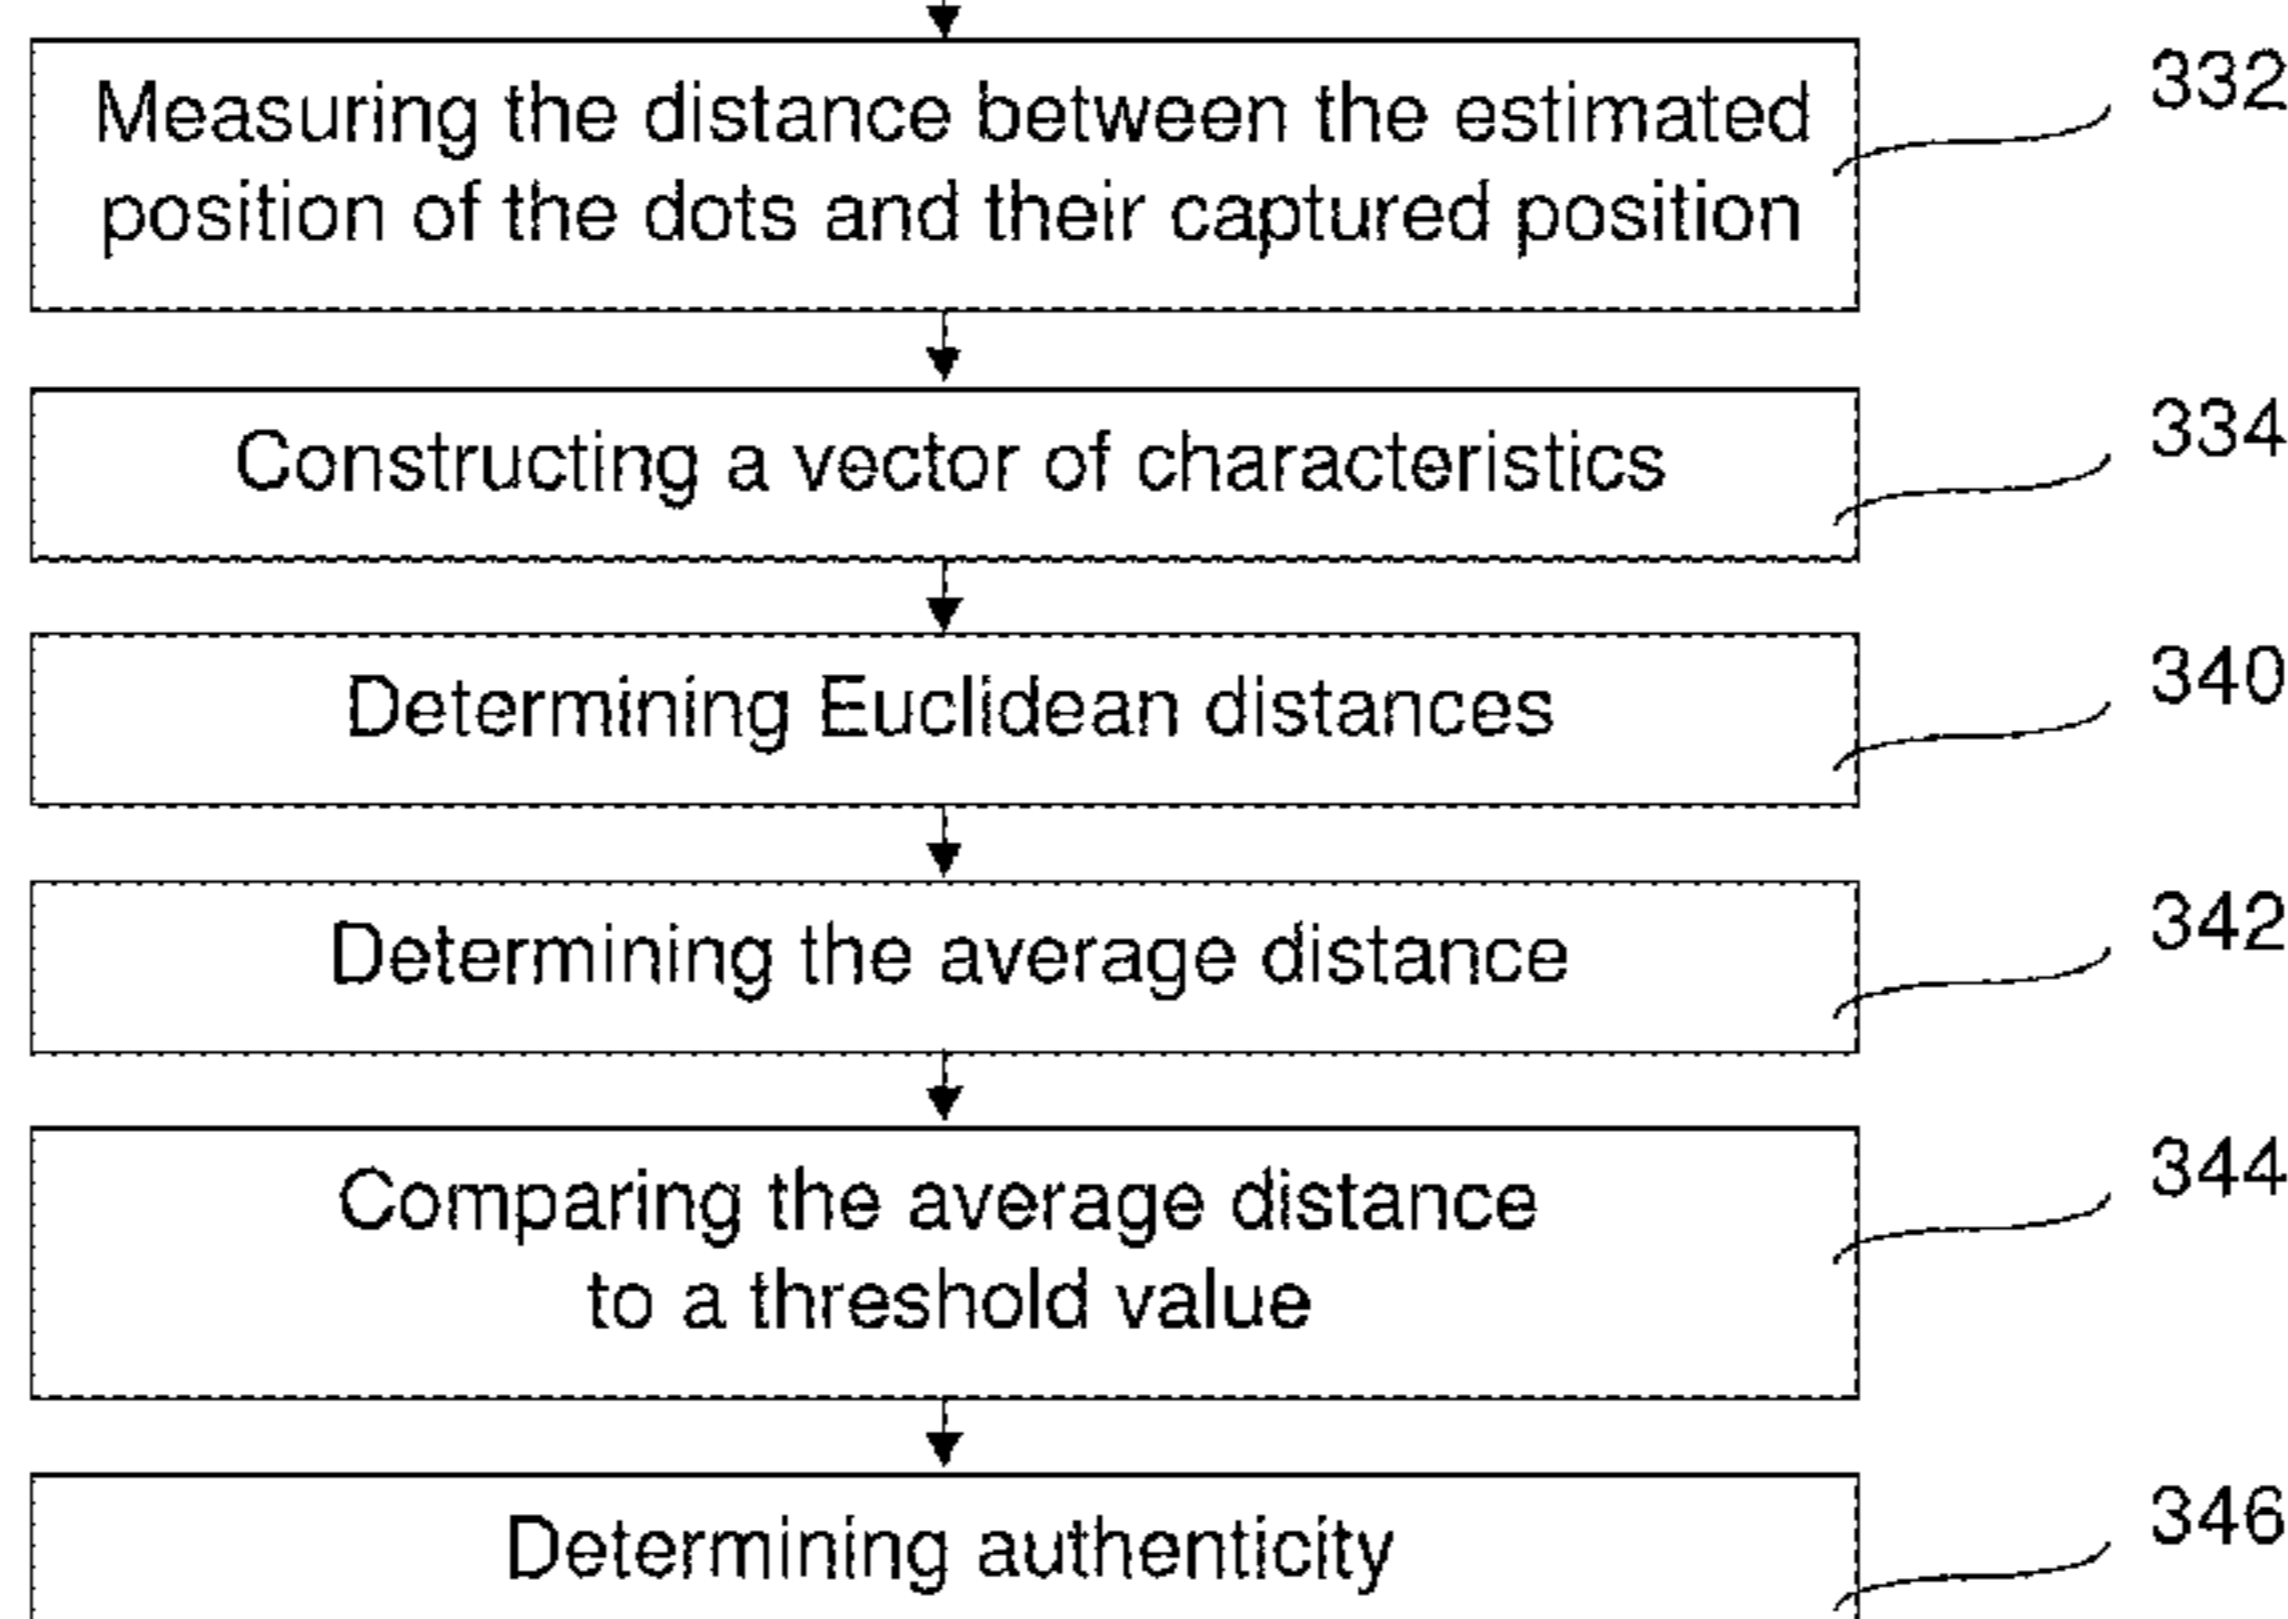 Measuring the distance between the estimated
position of the dots and their captured position
332
Constructing a vector of characteristics
334
Determining Euclidean distances
340
Determining the average distance
342
Comparing the average distance
to a threshold value
344
Determining authenticity
346